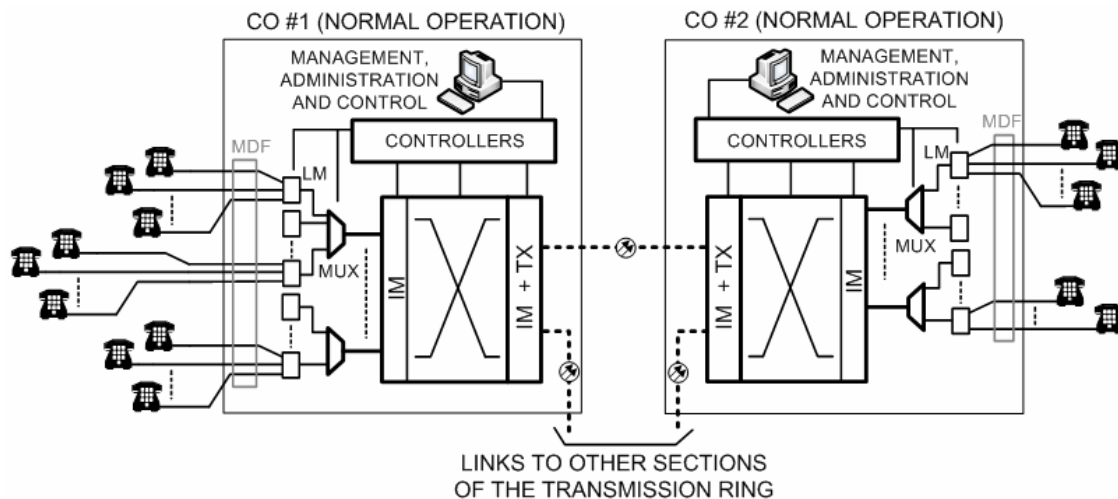 CO #1 (NORMAL OPERATION)
MANAGEMENT,
ADMINISTRATION
AND CONTROL
CONTROLLERS
MDF
LM
MUX
IM
IM + TX
CO #2 (NORMAL OPERATION)
MANAGEMENT,
ADMINISTRATION
AND CONTROL
CONTROLLERS
MDF
LM
MUX
IM + TX
IM
LINKS TO OTHER SECTIONS
OF THE TRANSMISSION RING